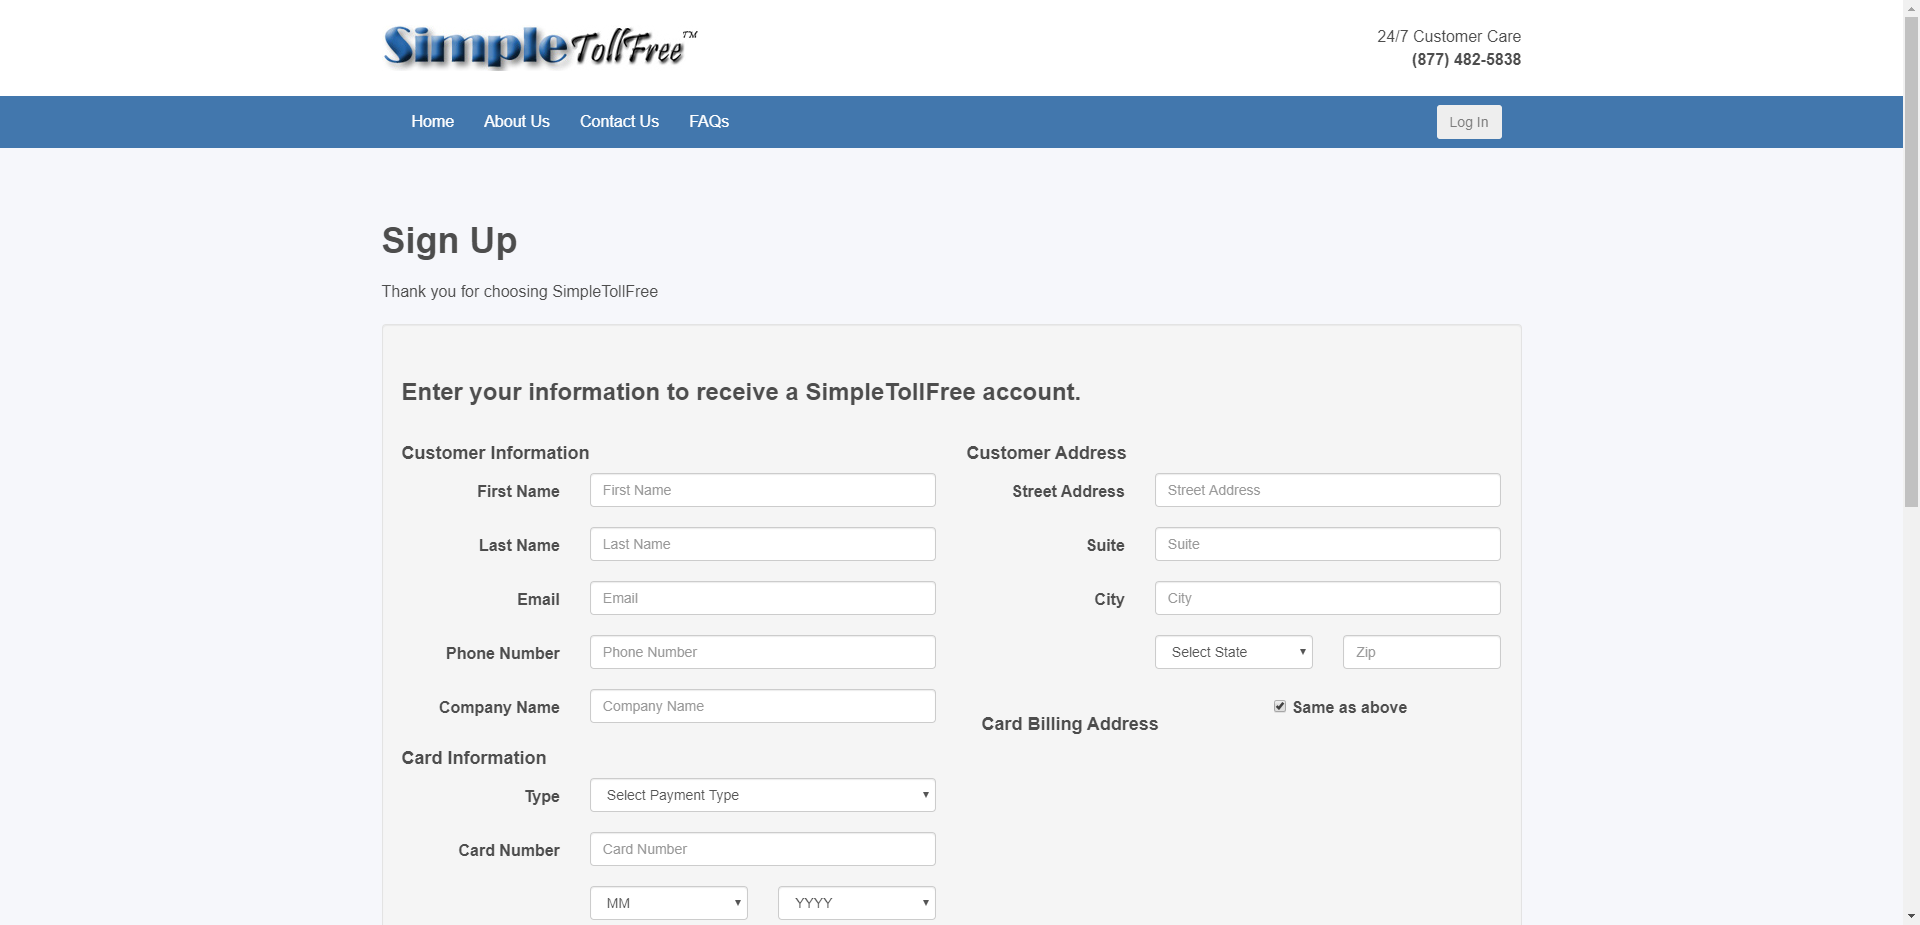 Simple TollFree™
24/7 Customer Care
(877) 482-5838
Home About Us Contact Us FAQs Log In
Sign Up
Thank you for choosing SimpleTollFree
Enter your information to receive a SimpleTollFree account.
Customer Information
First Name First Name
Last Name Last Name
Email Email
Phone Number Phone Number
Company Name Company Name
Card Information
Type Select Payment Type
Card Number Card Number
MM YYYY
Customer Address
Street Address Street Address
Suite Suite
City City
Select State Zip
Same as above
Card Billing Address